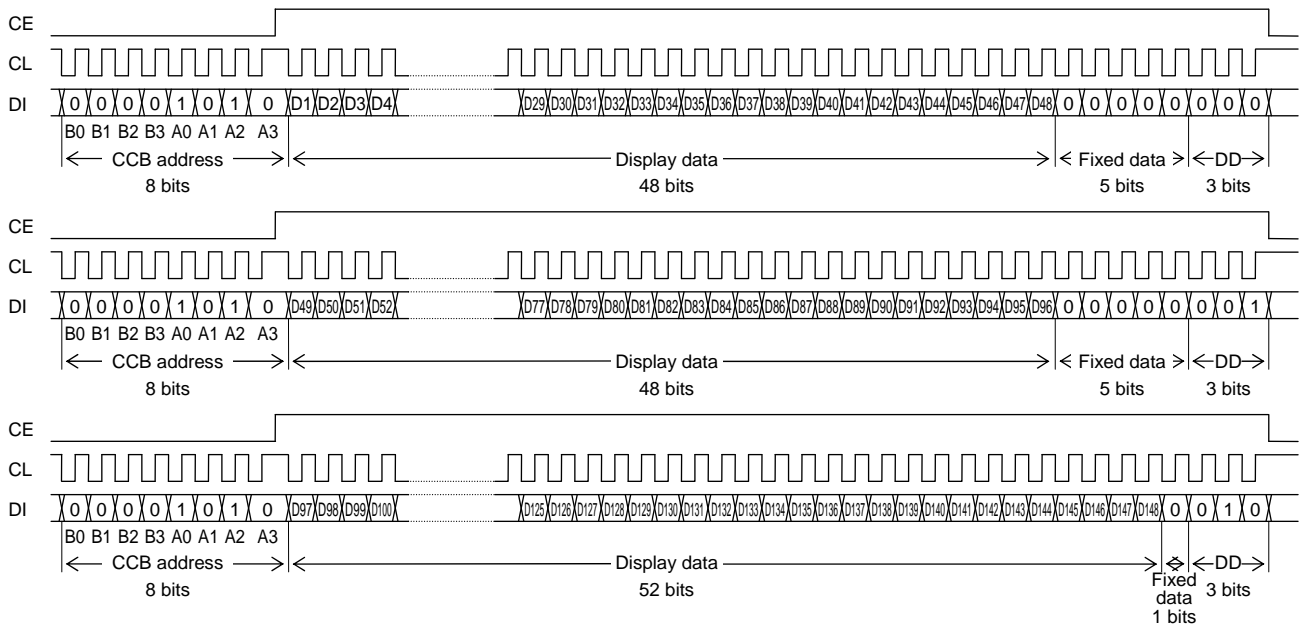 CE
CL
DI 0 0 0 0 1 0 1 0 D1 D2 D3 D4 D29 D30 D31 D32 D33 D34 D35 D36 D37 D38 D39 D40 D41 D42 D43 D44 D45 D46 D47 D48 0 0 0 0 0 0 0 0
B0 B1 B2 B3 A0 A1 A2 A3
CCB address Display data Fixed data DD
8 bits 48 bits 5 bits 3 bits
CE
CL
DI 0 0 0 0 1 0 1 0 D49 D50 D51 D52 D77 D78 D79 D80 D81 D82 D83 D84 D85 D86 D87 D88 D89 D90 D91 D92 D93 D94 D95 D96 0 0 0 0 0 0 0 1
B0 B1 B2 B3 A0 A1 A2 A3
CCB address Display data Fixed data DD
8 bits 48 bits 5 bits 3 bits
CE
CL
DI 0 0 0 0 1 0 1 0 D97 D98 D99 D100 D125 D126 D127 D128 D129 D130 D131 D132 D133 D134 D135 D136 D137 D138 D139 D140 D141 D142 D143 D144 D145 D146 D147 D148 0 0 1 0
B0 B1 B2 B3 A0 A1 A2 A3
CCB address Display data DD
8 bits 52 bits Fixed 3 bits
data
1 bits